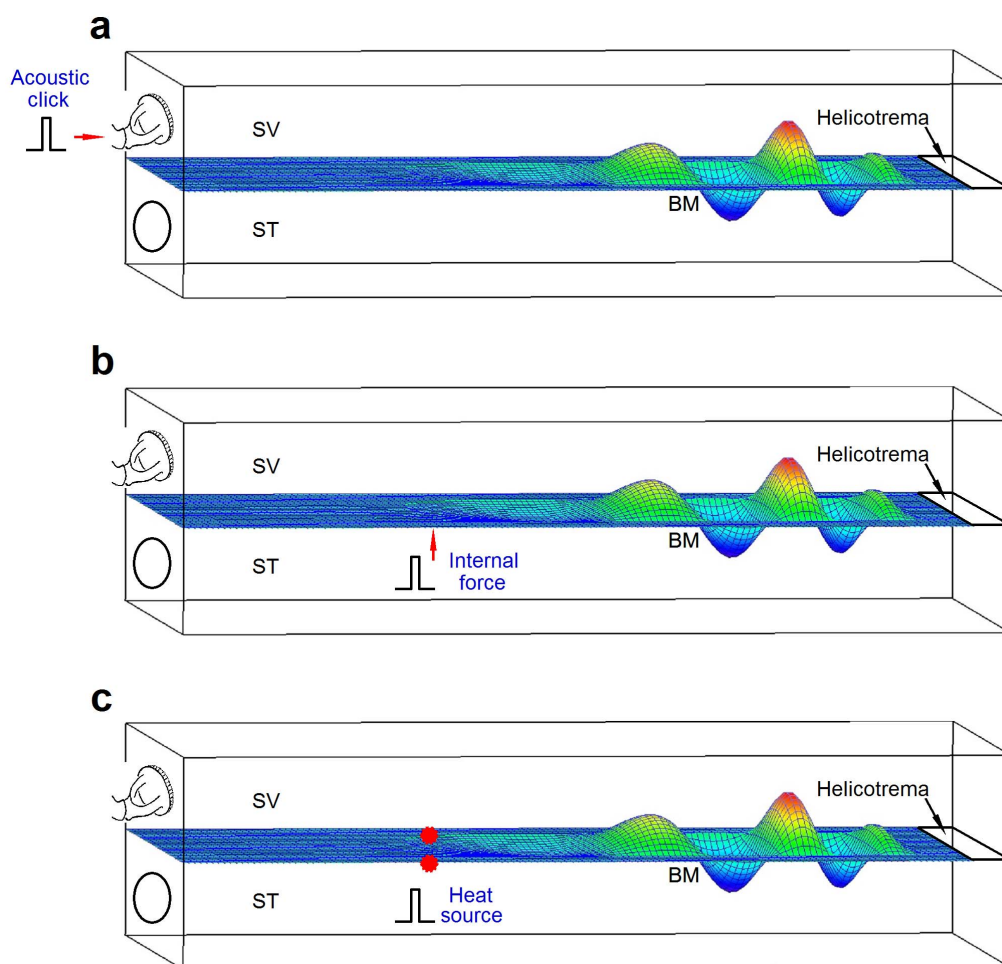 a
Acoustic
click
SV
Helicotrema
BM
ST
b
SV
Helicotrema
BM
ST
Internal
force
c
SV
Helicotrema
BM
ST
Heat
source